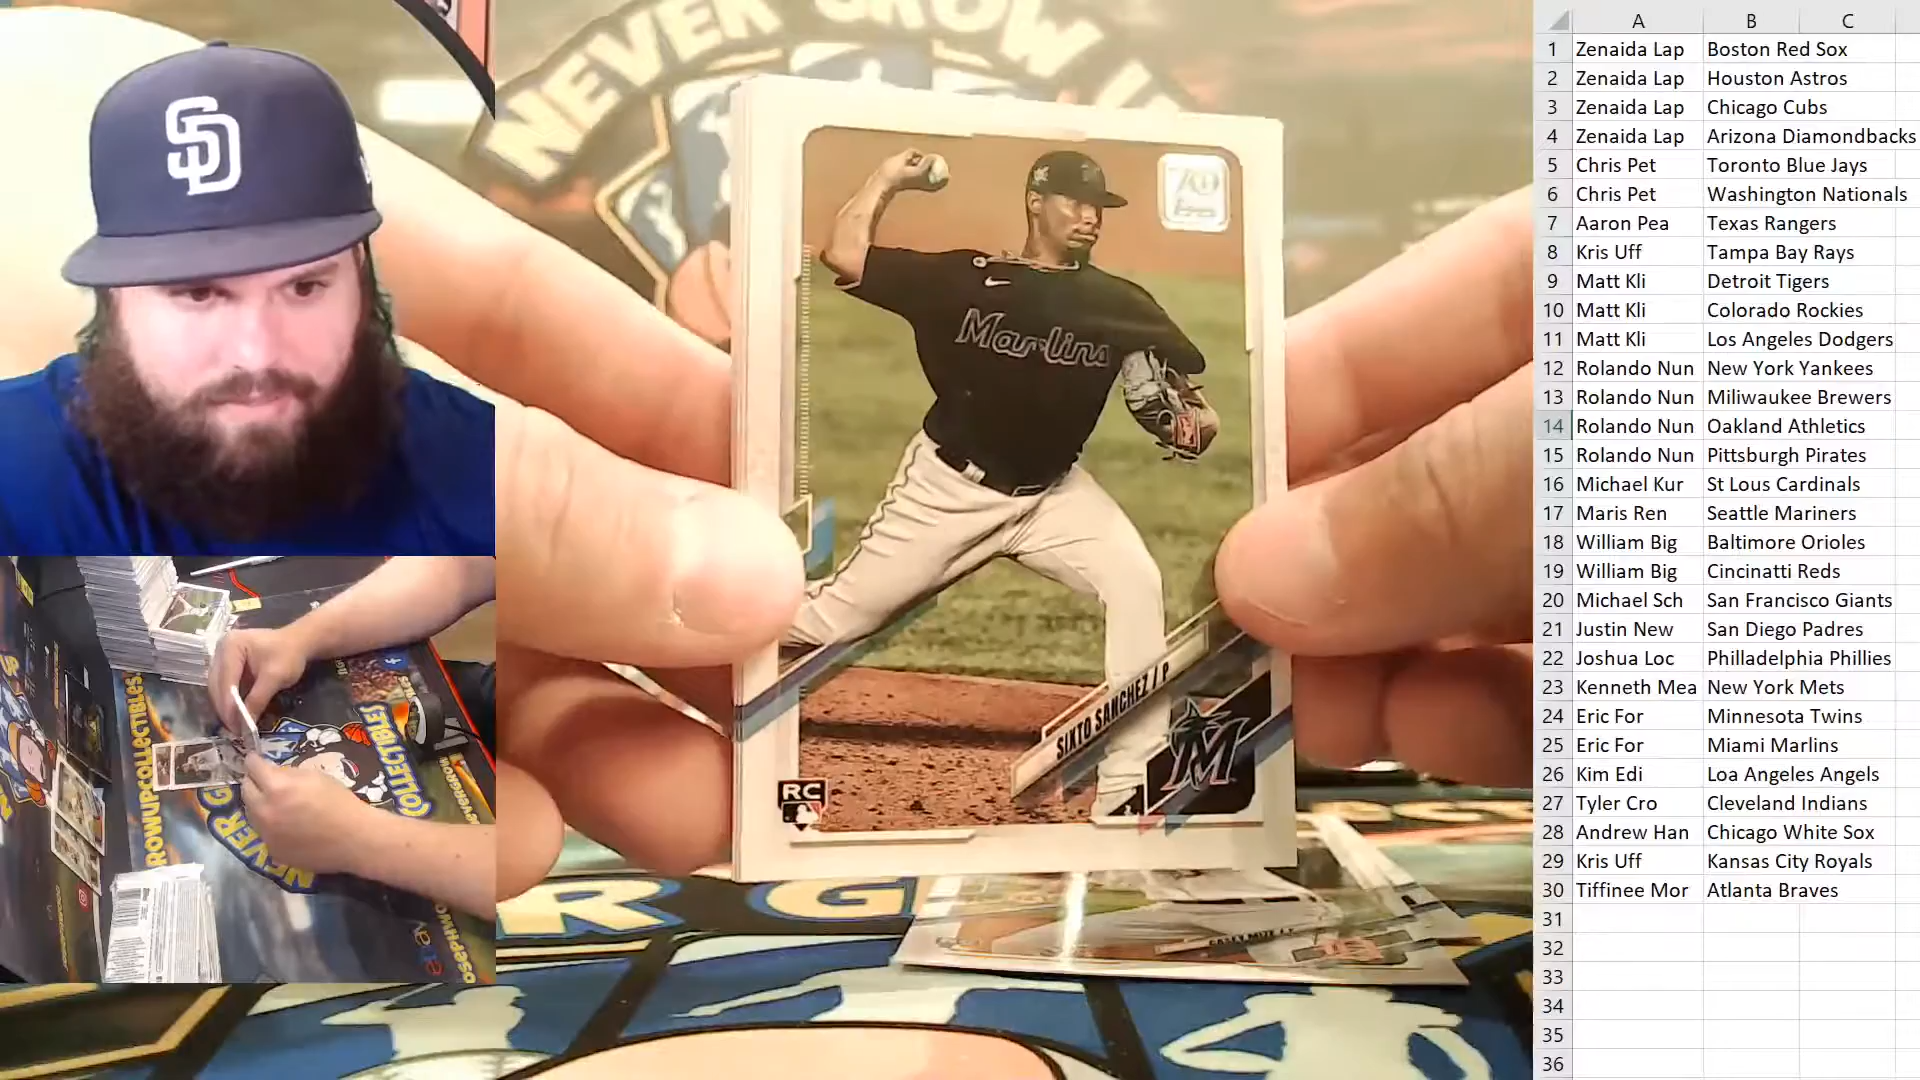 NEVER GROW U
SD
70
Marlins
SIXTO SANCHEZ / P
M
RC
R G
CASEY MIZE / P
ROWUPCOLLECTIBLES.
COLLECTIBLES
NEVER G
UP
A B C
1 Zenaida Lap Boston Red Sox
2 Zenaida Lap Houston Astros
3 Zenaida Lap Chicago Cubs
4 Zenaida Lap Arizona Diamondbacks
5 Chris Pet Toronto Blue Jays
6 Chris Pet Washington Nationals
7 Aaron Pea Texas Rangers
8 Kris Uff Tampa Bay Rays
9 Matt Kli Detroit Tigers
10 Matt Kli Colorado Rockies
11 Matt Kli Los Angeles Dodgers
12 Rolando Nun New York Yankees
13 Rolando Nun Miliwaukee Brewers
14 Rolando Nun Oakland Athletics
15 Rolando Nun Pittsburgh Pirates
16 Michael Kur St Lous Cardinals
17 Maris Ren Seattle Mariners
18 William Big Baltimore Orioles
19 William Big Cincinatti Reds
20 Michael Sch San Francisco Giants
21 Justin New San Diego Padres
22 Joshua Loc Philladelphia Phillies
23 Kenneth Mea New York Mets
24 Eric For Minnesota Twins
25 Eric For Miami Marlins
26 Kim Edi Loa Angeles Angels
27 Tyler Cro Cleveland Indians
28 Andrew Han Chicago White Sox
29 Kris Uff Kansas City Royals
30 Tiffinee Mor Atlanta Braves
31
32
33
34
35
36